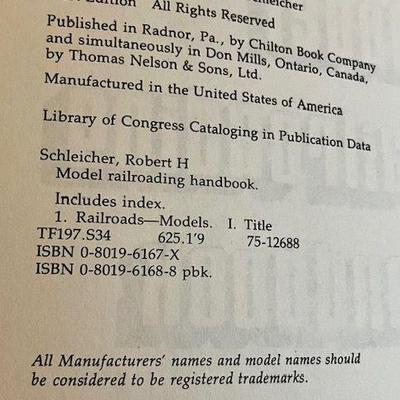 Edition All Rights Reserved
Published in Radnor, Pa., by Chilton Book Company
and simultaneously in Don Mills, Ontario, Canada,
by Thomas Nelson & Sons, Ltd.
Manufactured in the United States of America
Library of Congress Cataloging in Publication Data
Schleicher, Robert H
Model railroading handbook.
Includes index.
1. Railroads—Models. I. Title
TF197.S34 625.1'9 75-12688
ISBN 0-8019-6167-X
ISBN 0-8019-6168-8 pbk.
All Manufacturers' names and model names should
be considered to be registered trademarks.